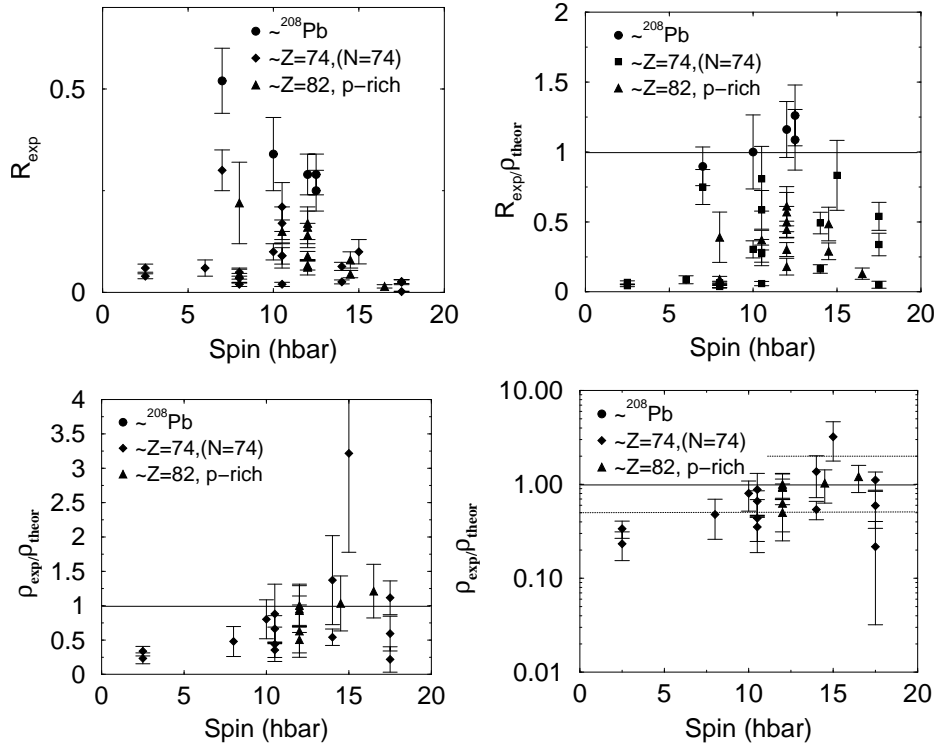 ~²⁰⁸Pb
~Z=74,(N=74)
~Z=82, p−rich
0.5
0
R_exp
0 5 10 15 20
Spin (hbar)
~²⁰⁸Pb
~Z=74,(N=74)
~Z=82, p−rich
2
1.5
1
0.5
0
R_exp/ρ_theor
0 5 10 15 20
Spin (hbar)
~²⁰⁸Pb
~Z=74,(N=74)
~Z=82, p−rich
4
3.5
3
2.5
2
1.5
1
0.5
0
ρ_exp/ρ_theor
0 5 10 15 20
Spin (hbar)
~²⁰⁸Pb
~Z=74,(N=74)
~Z=82, p−rich
10.00
1.00
0.10
0.01
ρ_exp/ρ_theor
0 5 10 15 20
Spin (hbar)